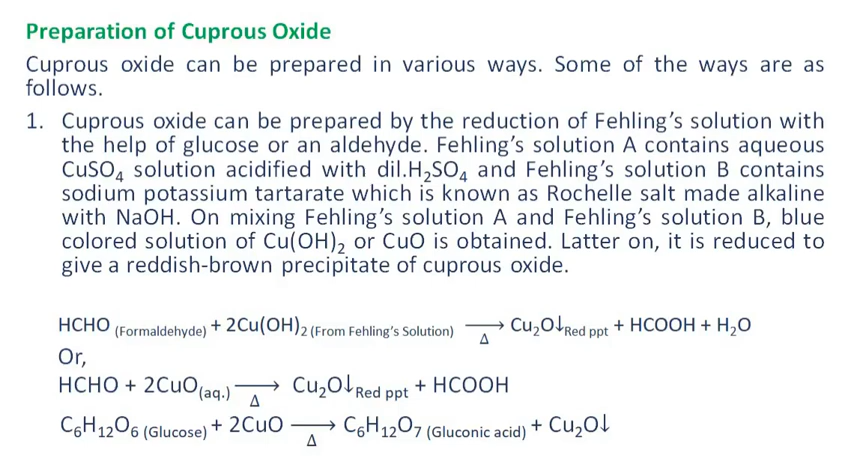 Preparation of Cuprous Oxide
Cuprous oxide can be prepared in various ways. Some of the ways are as
follows.
1. Cuprous oxide can be prepared by the reduction of Fehling's solution with
the help of glucose or an aldehyde. Fehling's solution A contains aqueous
CuSO₄ solution acidified with dil.H₂SO₄ and Fehling's solution B contains
sodium potassium tartarate which is known as Rochelle salt made alkaline
with NaOH. On mixing Fehling's solution A and Fehling's solution B, blue
colored solution of Cu(OH)₂ or CuO is obtained. Latter on, it is reduced to
give a reddish-brown precipitate of cuprous oxide.
HCHO (Formaldehyde) + 2Cu(OH)₂ (From Fehling's Solution) ⟶ Δ Cu₂O↓Red ppt + HCOOH + H₂O
Or,
HCHO + 2CuO(aq.) ⟶ Δ Cu₂O↓Red ppt + HCOOH
C₆H₁₂O₆ (Glucose) + 2CuO ⟶ Δ C₆H₁₂O₇ (Gluconic acid) + Cu₂O↓